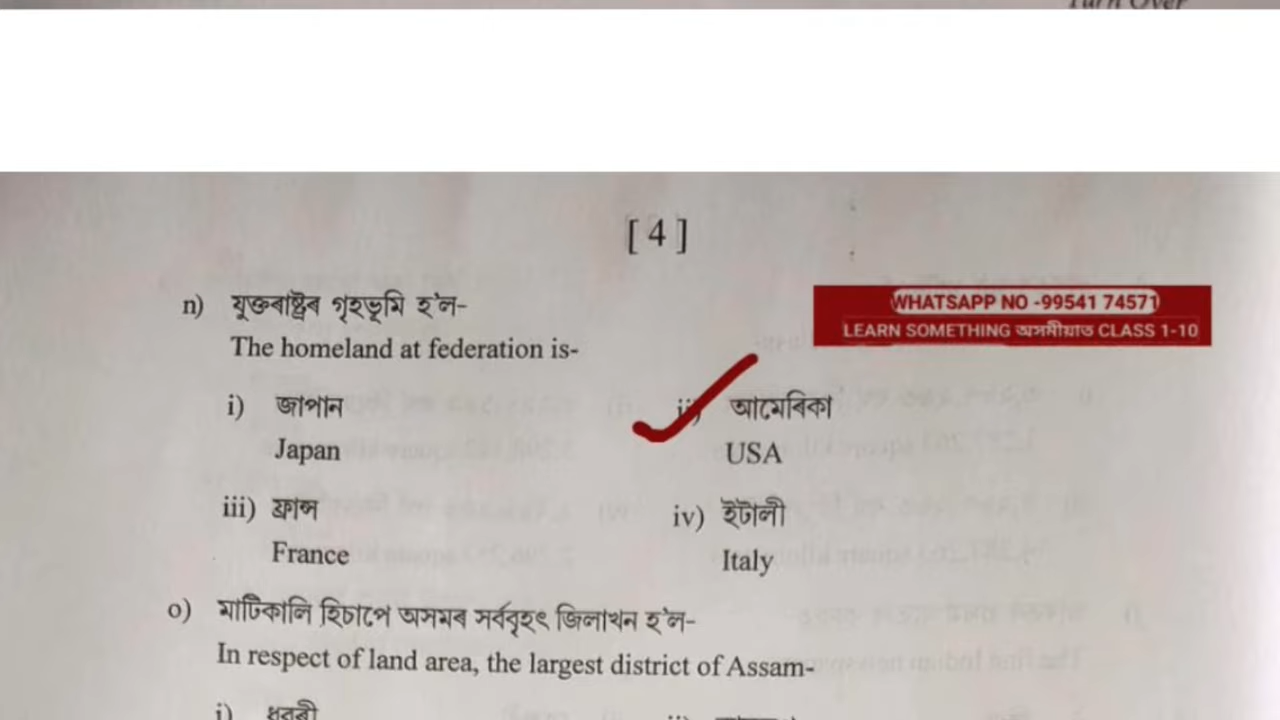 Turn Over
[ 4 ]
WHATSAPP NO -99541 74571
LEARN SOMETHING অসমীয়াত CLASS 1-10
n) যুক্তৰাষ্ট্ৰৰ গৃহভূমি হ'ল-
The homeland at federation is-
i) জাপান
Japan
ii) আমেৰিকা
USA
iii) ফ্ৰান্স
France
iv) ইটালী
Italy
o) মাটিকালি হিচাপে অসমৰ সৰ্ববৃহৎ জিলাখন হ'ল-
In respect of land area, the largest district of Assam-
i) ধুবুৰী